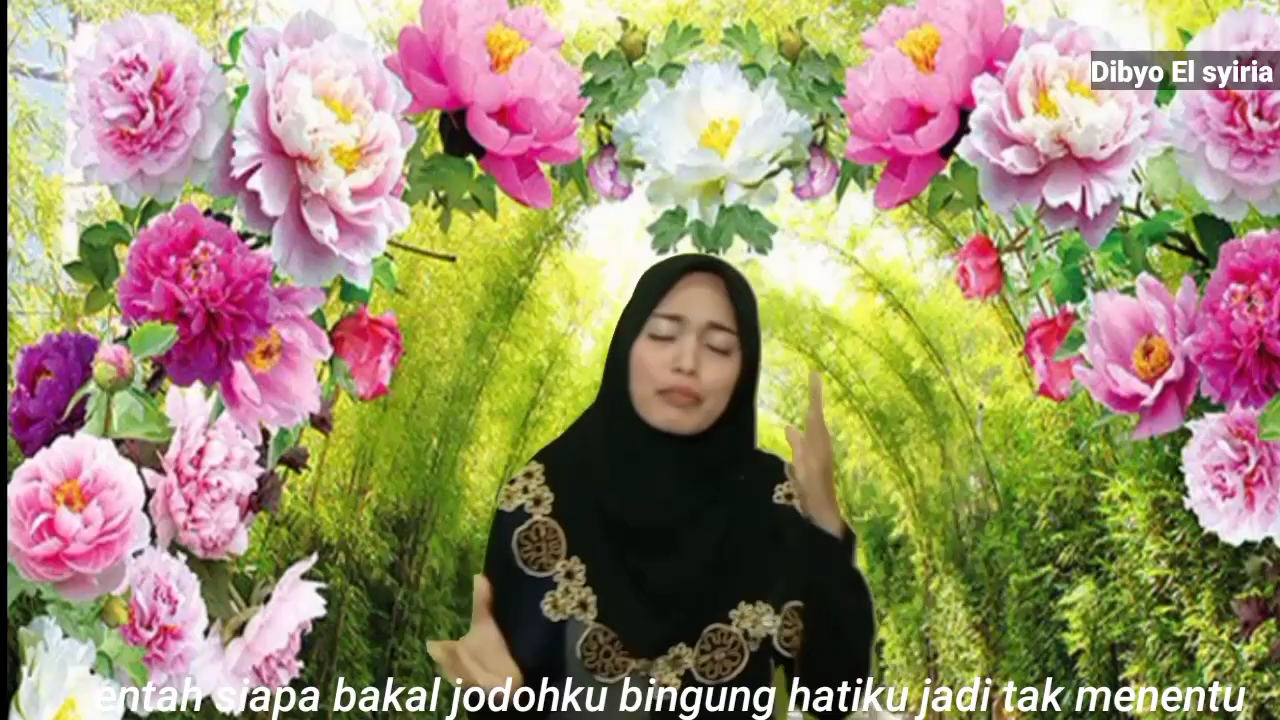 Dibyo El syiria
entah siapa bakal jodohku bingung hatiku jadi tak menentu